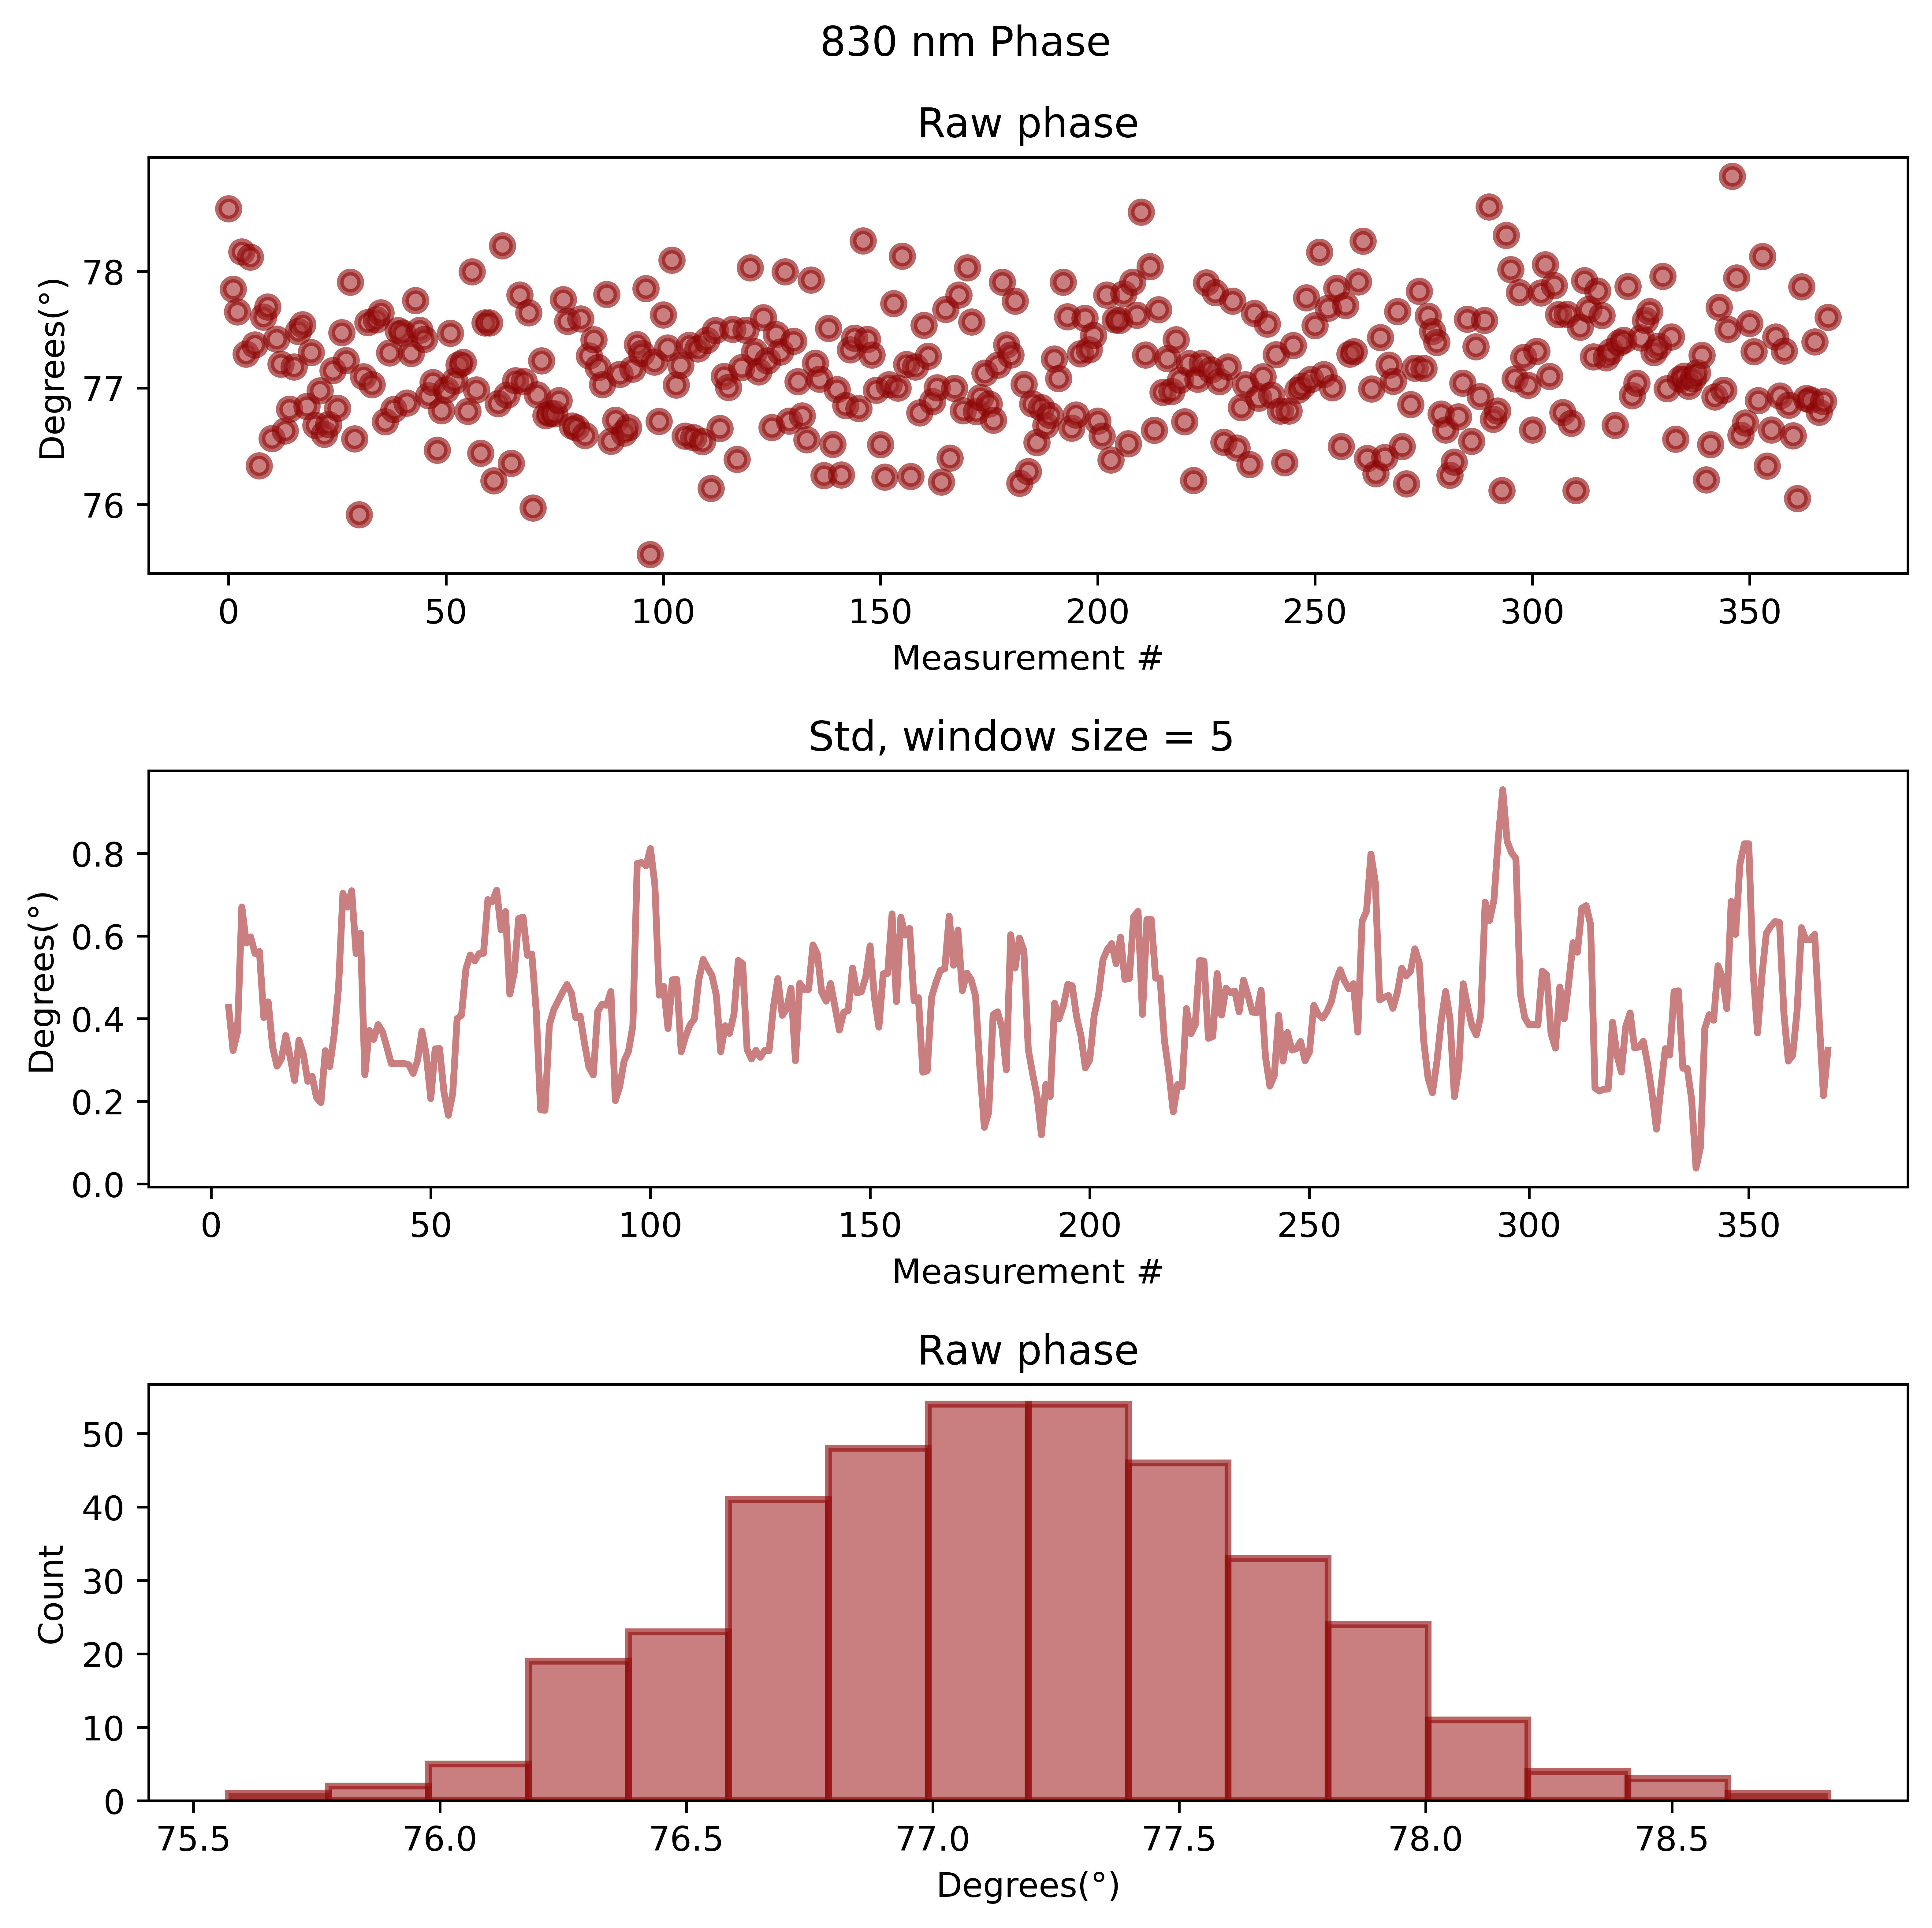 830 nm Phase
Raw phase
Degrees(°)
78
77
76
0 50 100 150 200 250 300 350
Measurement #
Std, window size = 5
Degrees(°)
0.8
0.6
0.4
0.2
0.0
0 50 100 150 200 250 300 350
Measurement #
Raw phase
Count
50
40
30
20
10
0
75.5 76.0 76.5 77.0 77.5 78.0 78.5
Degrees(°)